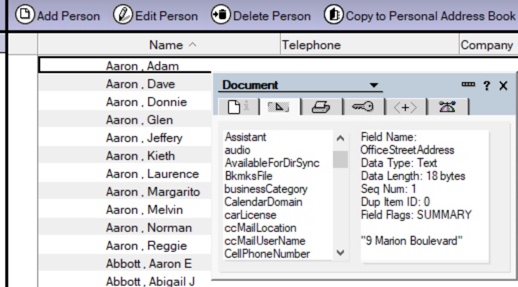 Add Person Edit Person Delete Person Copy to Personal Address Book
Name Telephone Company
Aaron , Adam
Aaron , Dave
Aaron , Donnie
Aaron , Glen
Aaron , Jeffery
Aaron , Kieth
Aaron , Laurence
Aaron , Margarito
Aaron , Melvin
Aaron , Norman
Aaron , Reggie
Abbott , Aaron E
Abbott , Abigail J
Document ? X
i <+>
Assistant
audio
AvailableForDirSync
BkmksFile
businessCategory
CalendarDomain
carLicense
ccMailLocation
ccMailUserName
CellPhoneNumber
Field Name:
OfficeStreetAddress
Data Type: Text
Data Length: 18 bytes
Seq Num: 1
Dup Item ID: 0
Field Flags: SUMMARY
"9 Marion Boulevard"